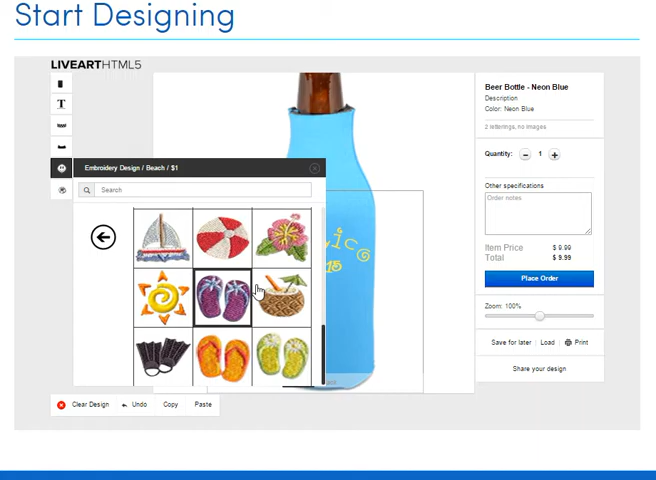 Start Designing
LIVEARTHTML5
Beer Bottle - Neon Blue
Description
Color: Neon Blue
2 letterings, no images
T
Embroidery Design / Beach / $1
Quantity: 1
Search
Other specifications
Order notes
Item Price $ 9.99
Total $ 9.99
Place Order
Zoom: 100%
Save for later Load Print
Share your design
Clear Design Undo Copy Paste